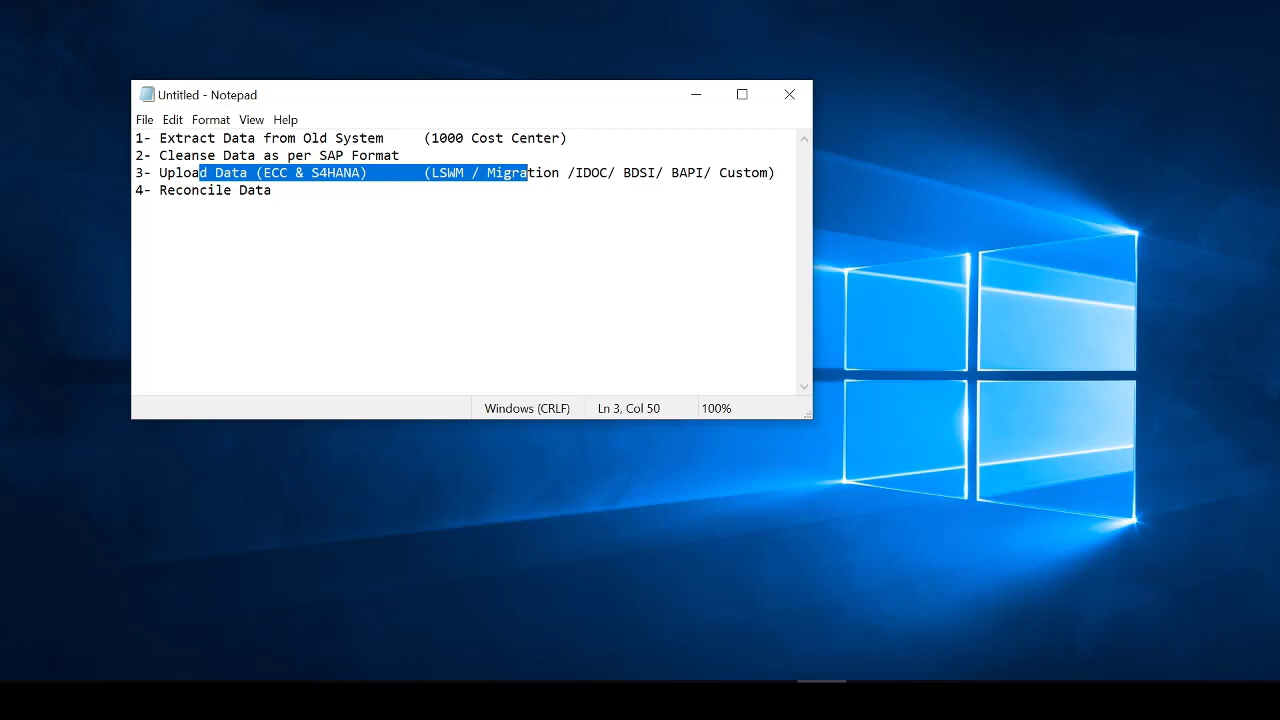 Untitled - Notepad
File Edit Format View Help
1- Extract Data from Old System (1000 Cost Center)
2- Cleanse Data as per SAP Format
3- Upload Data (ECC & S4HANA) (LSWM / Migration /IDOC/ BDSI/ BAPI/ Custom)
4- Reconcile Data
Windows (CRLF) Ln 3, Col 50 100%